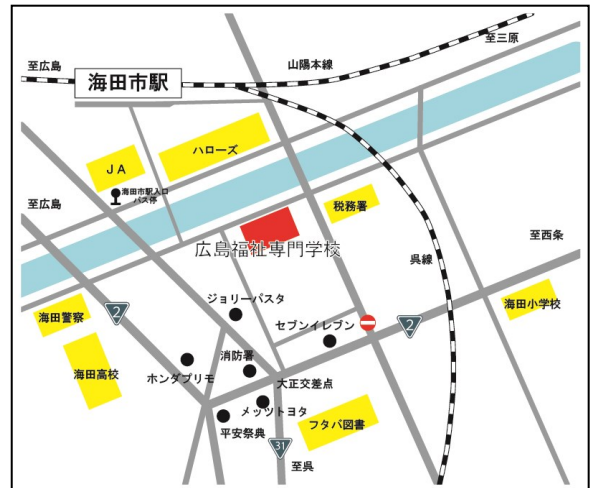 至三原
山陽本線
至広島
海田市駅
ハローズ
JA
海田市駅入口
バス停
至広島
税務署
至西条
広島福祉専門学校
呉線
ジョリーパスタ
海田小学校
2
海田警察
セブンイレブン
2
消防署
海田高校
ホンダプリモ
大正交差点
メッツトヨタ
フタバ図書
平安祭典
31
至呉